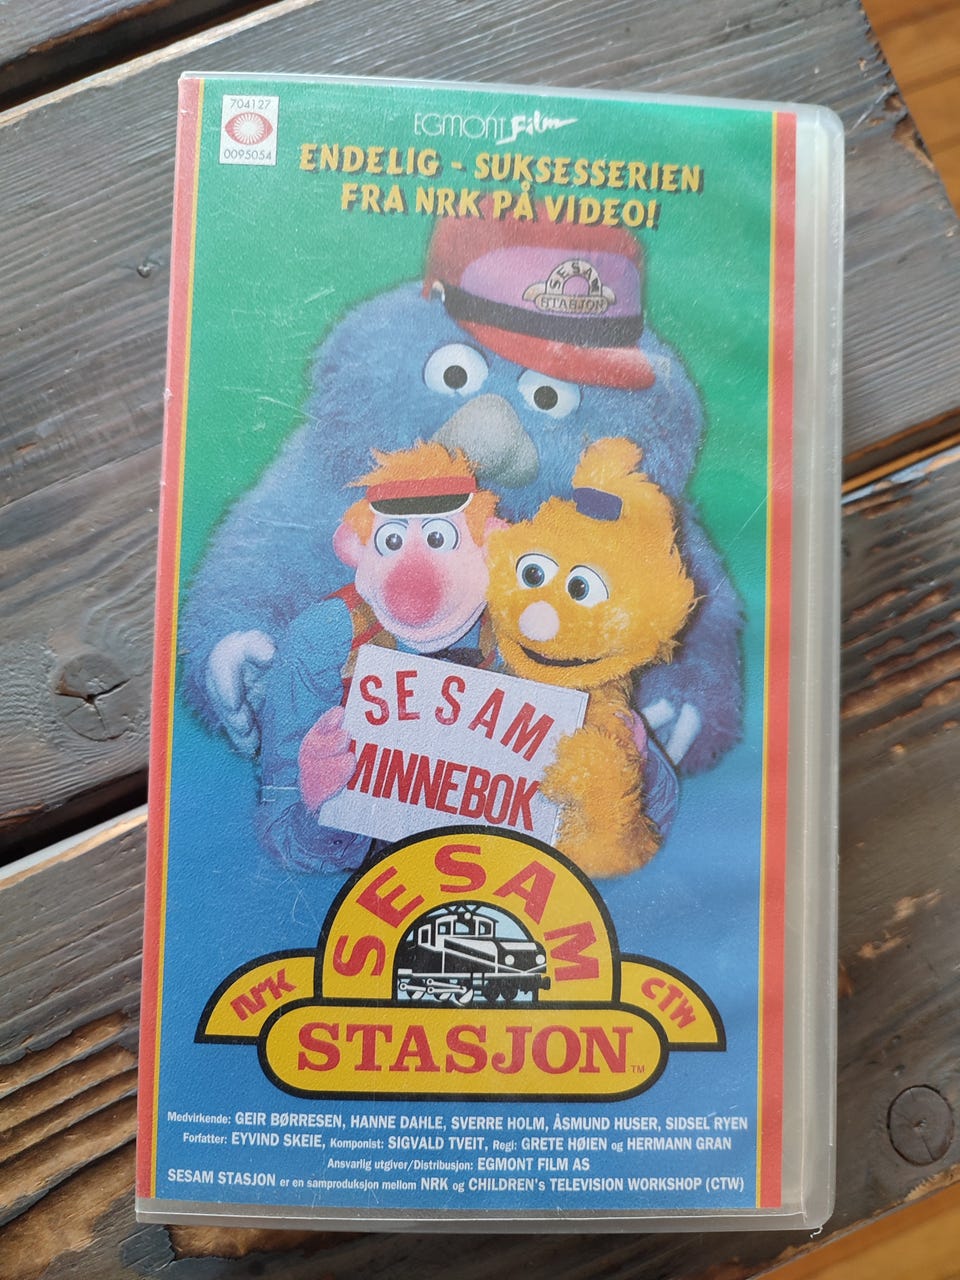 704127
0095054
EGMONT Film
ENDELIG - SUKSESSERIEN
FRA NRK PÅ VIDEO!
SESAM
STASJON
SESAM
MINNEBOK
SESAM
NRK
CTW
STASJON™
Medvirkende: GEIR BØRRESEN, HANNE DAHLE, SVERRE HOLM, ÅSMUND HUSER, SIDSEL RYEN
Forfatter: EYVIND SKEIE, Komponist: SIGVALD TVEIT, Regi: GRETE HØIEN og HERMANN GRAN
Ansvarlig utgiver/Distribusjon: EGMONT FILM AS
SESAM STASJON er en samproduksjon mellom NRK og CHILDREN's TELEVISION WORKSHOP (CTW)